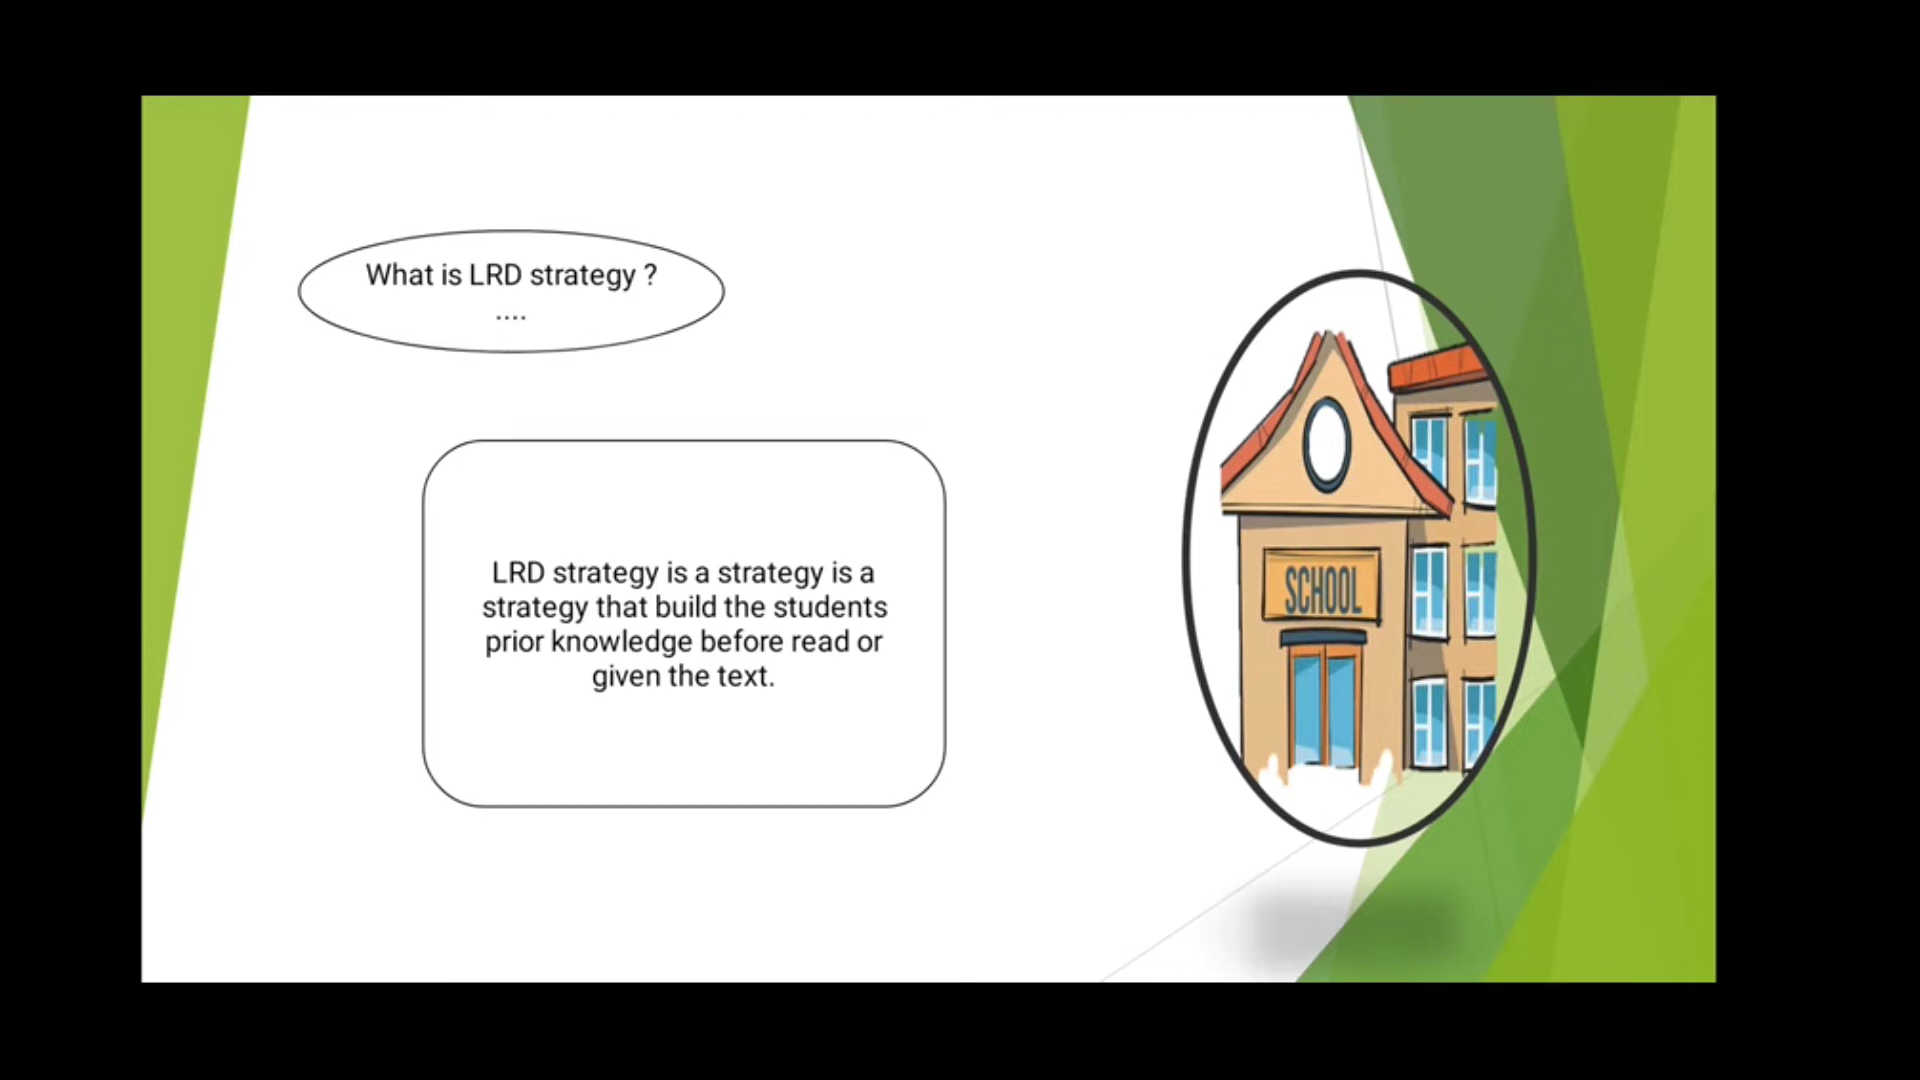 What is LRD strategy ?
....
LRD strategy is a strategy is a
strategy that build the students
prior knowledge before read or
given the text.
SCHOOL